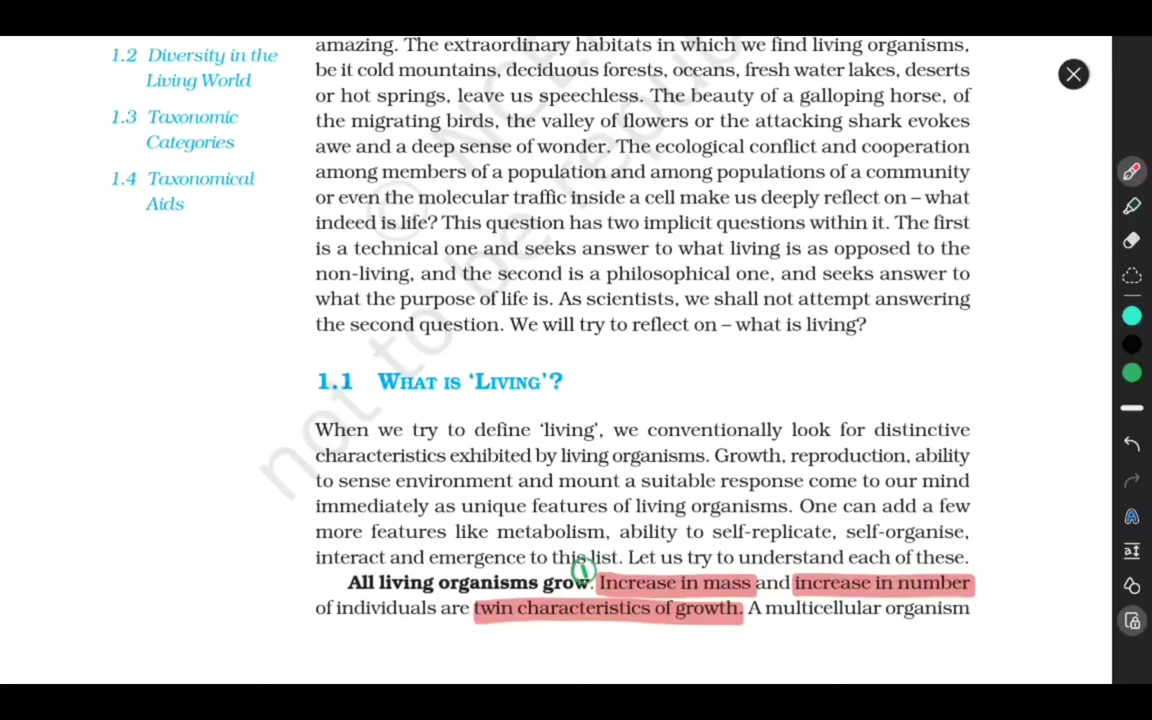 1.2 Diversity in the
Living World
1.3 Taxonomic
Categories
1.4 Taxonomical
Aids
amazing. The extraordinary habitats in which we find living organisms,
be it cold mountains, deciduous forests, oceans, fresh water lakes, deserts
or hot springs, leave us speechless. The beauty of a galloping horse, of
the migrating birds, the valley of flowers or the attacking shark evokes
awe and a deep sense of wonder. The ecological conflict and cooperation
among members of a population and among populations of a community
or even the molecular traffic inside a cell make us deeply reflect on – what
indeed is life? This question has two implicit questions within it. The first
is a technical one and seeks answer to what living is as opposed to the
non-living, and the second is a philosophical one, and seeks answer to
what the purpose of life is. As scientists, we shall not attempt answering
the second question. We will try to reflect on – what is living?
1.1 What is ‘Living’?
When we try to define ‘living’, we conventionally look for distinctive
characteristics exhibited by living organisms. Growth, reproduction, ability
to sense environment and mount a suitable response come to our mind
immediately as unique features of living organisms. One can add a few
more features like metabolism, ability to self-replicate, self-organise,
interact and emergence to this list. Let us try to understand each of these.
1
All living organisms grow. Increase in mass and increase in number
of individuals are twin characteristics of growth. A multicellular organism
© NCE
not to be repu